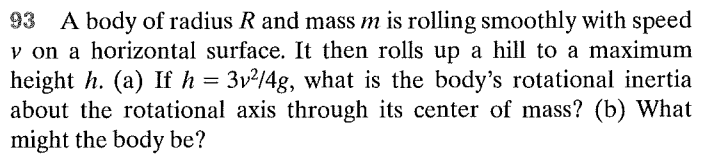 93 A body of radius R and mass m is rolling smoothly with speed
v on a horizontal surface. It then rolls up a hill to a maximum
height h. (a) If h = 3v²/4g, what is the body's rotational inertia
about the rotational axis through its center of mass? (b) What
might the body be?